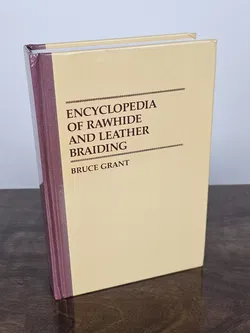 ENCYCLOPEDIA
OF RAWHIDE
AND LEATHER
BRAIDING
BRUCE GRANT